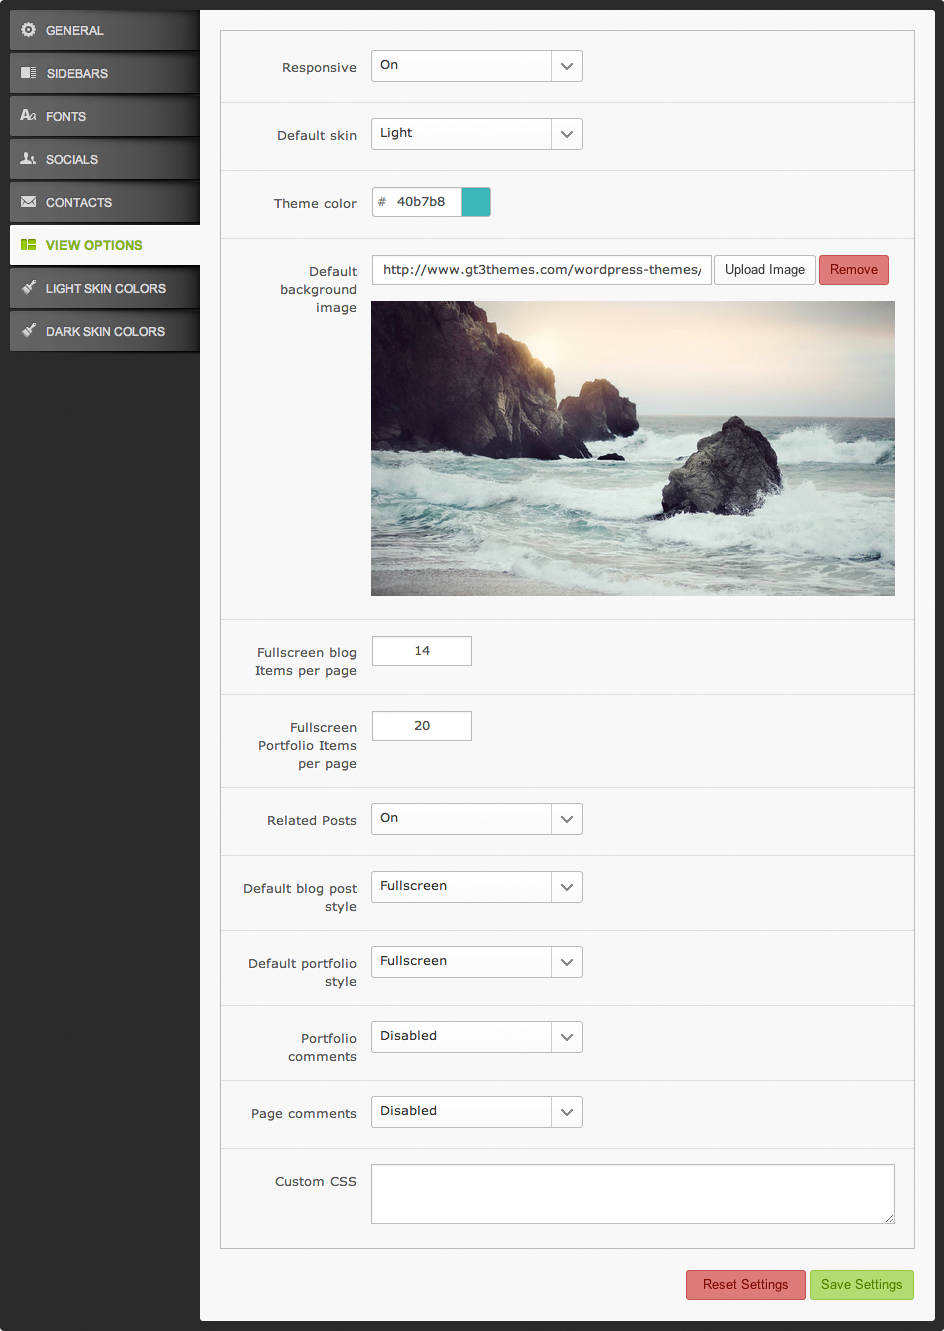 GENERAL
SIDEBARS
FONTS
SOCIALS
CONTACTS
VIEW OPTIONS
LIGHT SKIN COLORS
DARK SKIN COLORS
Responsive On
Default skin Light
Theme color # 40b7b8
Default
background
image
http://www.gt3themes.com/wordpress-themes/ Upload Image Remove
Fullscreen blog
Items per page
14
Fullscreen
Portfolio Items
per page
20
Related Posts On
Default blog post
style
Fullscreen
Default portfolio
style
Fullscreen
Portfolio
comments
Disabled
Page comments Disabled
Custom CSS
Reset Settings Save Settings